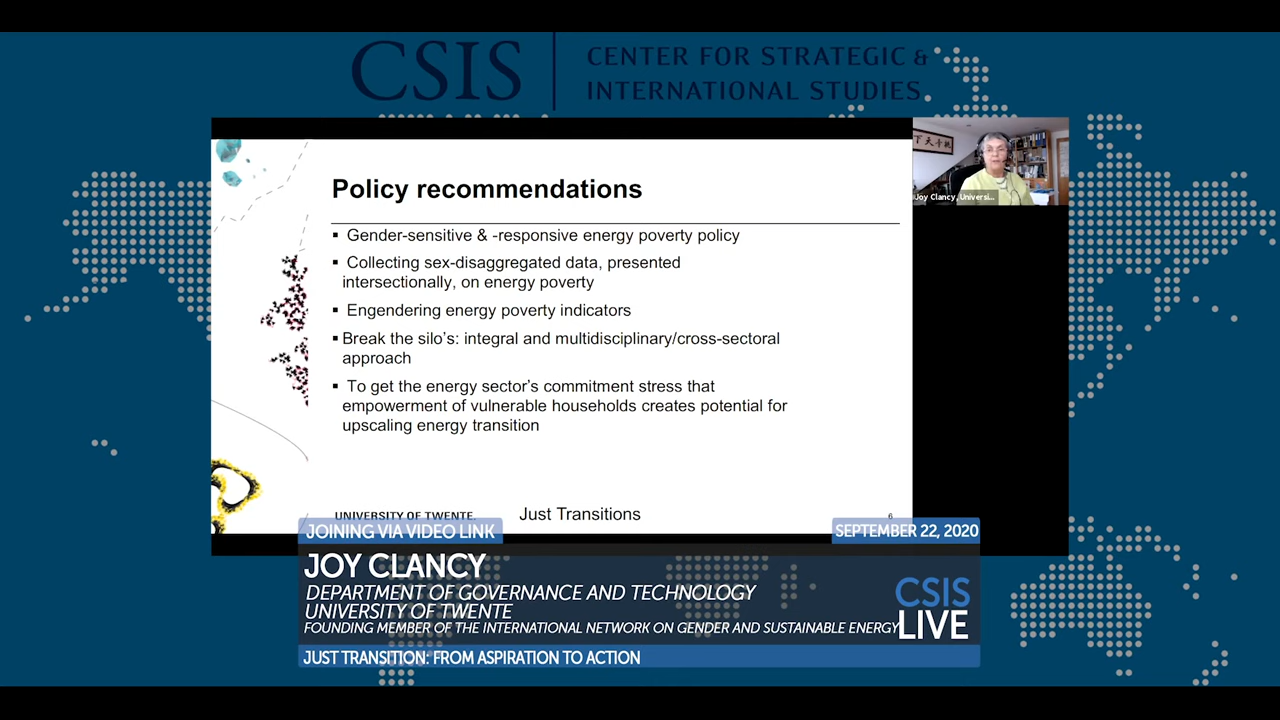 CSIS
CENTER FOR STRATEGIC &
INTERNATIONAL STUDIES
Policy recommendations
▪ Gender-sensitive & -responsive energy poverty policy
▪ Collecting sex-disaggregated data, presented
intersectionally, on energy poverty
▪ Engendering energy poverty indicators
▪ Break the silo's: integral and multidisciplinary/cross-sectoral
approach
▪ To get the energy sector's commitment stress that
empowerment of vulnerable households creates potential for
upscaling energy transition
UNIVERSITY OF TWENTE.
Just Transitions
6
Joy Clancy, Universi...
JOINING VIA VIDEO LINK
SEPTEMBER 22, 2020
JOY CLANCY
DEPARTMENT OF GOVERNANCE AND TECHNOLOGY
UNIVERSITY OF TWENTE
FOUNDING MEMBER OF THE INTERNATIONAL NETWORK ON GENDER AND SUSTAINABLE ENERGY
CSIS
LIVE
JUST TRANSITION: FROM ASPIRATION TO ACTION